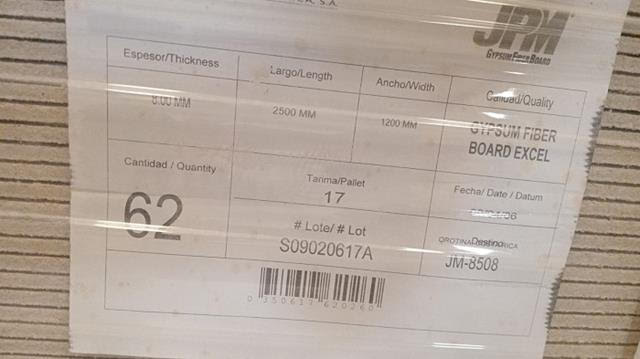 S.A.
JPM
GYPSUM FIBER BOARD
Espesor/Thickness
Largo/Length
Ancho/Width
Calidad/Quality
8.00 MM
2500 MM
1200 MM
GYPSUM FIBER
BOARD EXCEL
Cantidad / Quantity
62
Tarima/Pallet
17
Fecha/ Date / Datum
# Lote/ # Lot
S09020617A
Destino
JM-8508